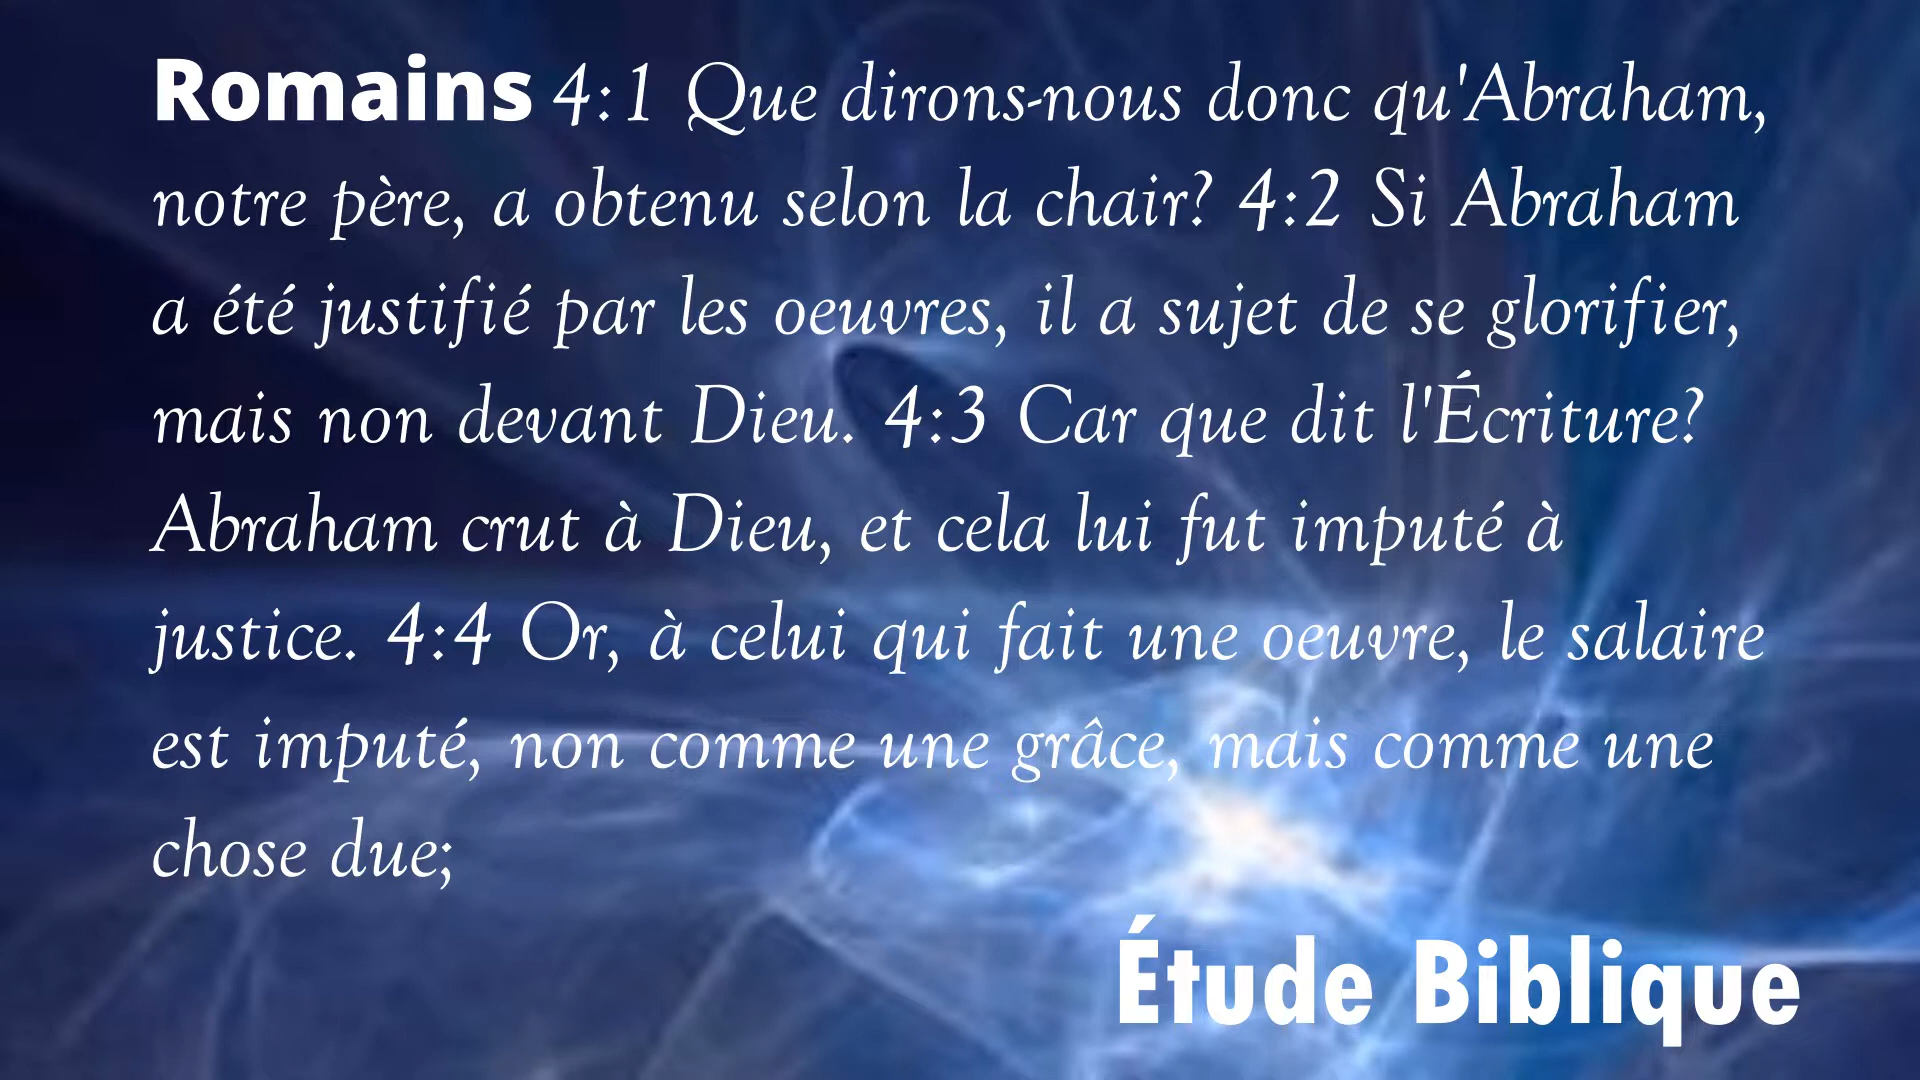 Romains 4:1 Que dirons-nous donc qu'Abraham,
notre père, a obtenu selon la chair? 4:2 Si Abraham
a été justifié par les oeuvres, il a sujet de se glorifier,
mais non devant Dieu. 4:3 Car que dit l'Écriture?
Abraham crut à Dieu, et cela lui fut imputé à
justice. 4:4 Or, à celui qui fait une oeuvre, le salaire
est imputé, non comme une grâce, mais comme une
chose due;
Étude Biblique